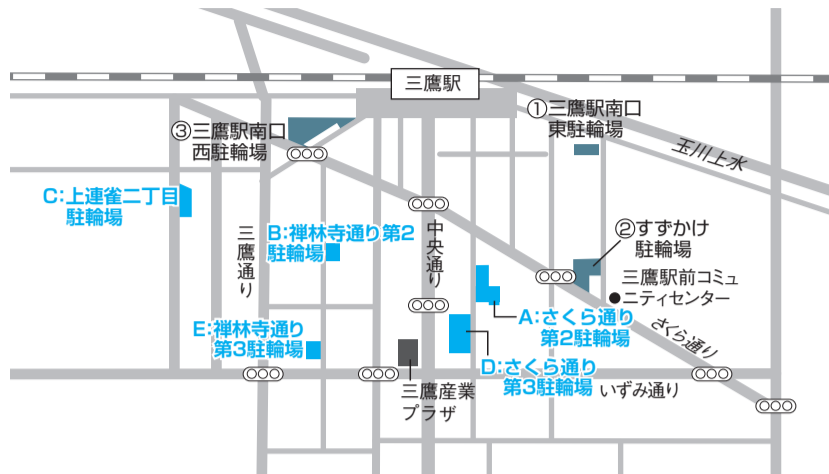 三鷹駅
①三鷹駅南口
東駐輪場
③三鷹駅南口
西駐輪場
玉川上水
C:上連雀二丁目
駐輪場
三鷹通り
B:禅林寺通り第2
駐輪場
中央通り
②すずかけ
駐輪場
三鷹駅前コミュ
ニティセンター
A:さくら通り
第2駐輪場
さくら通り
E:禅林寺通り
第3駐輪場
D:さくら通り
第3駐輪場
三鷹産業
プラザ
いずみ通り